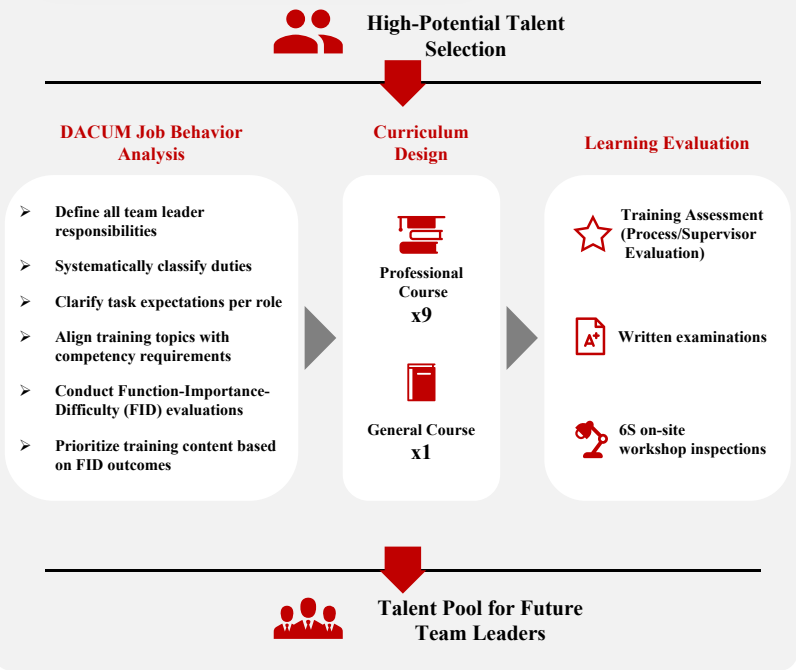 High-Potential Talent
Selection
DACUM Job Behavior
Analysis
➢ Define all team leader
responsibilities
➢ Systematically classify duties
➢ Clarify task expectations per role
➢ Align training topics with
competency requirements
➢ Conduct Function-Importance-
Difficulty (FID) evaluations
➢ Prioritize training content based
on FID outcomes
Curriculum
Design
Professional
Course
x9
General Course
x1
Learning Evaluation
Training Assessment
(Process/Supervisor
Evaluation)
A+
Written examinations
6S on-site
workshop inspections
Talent Pool for Future
Team Leaders